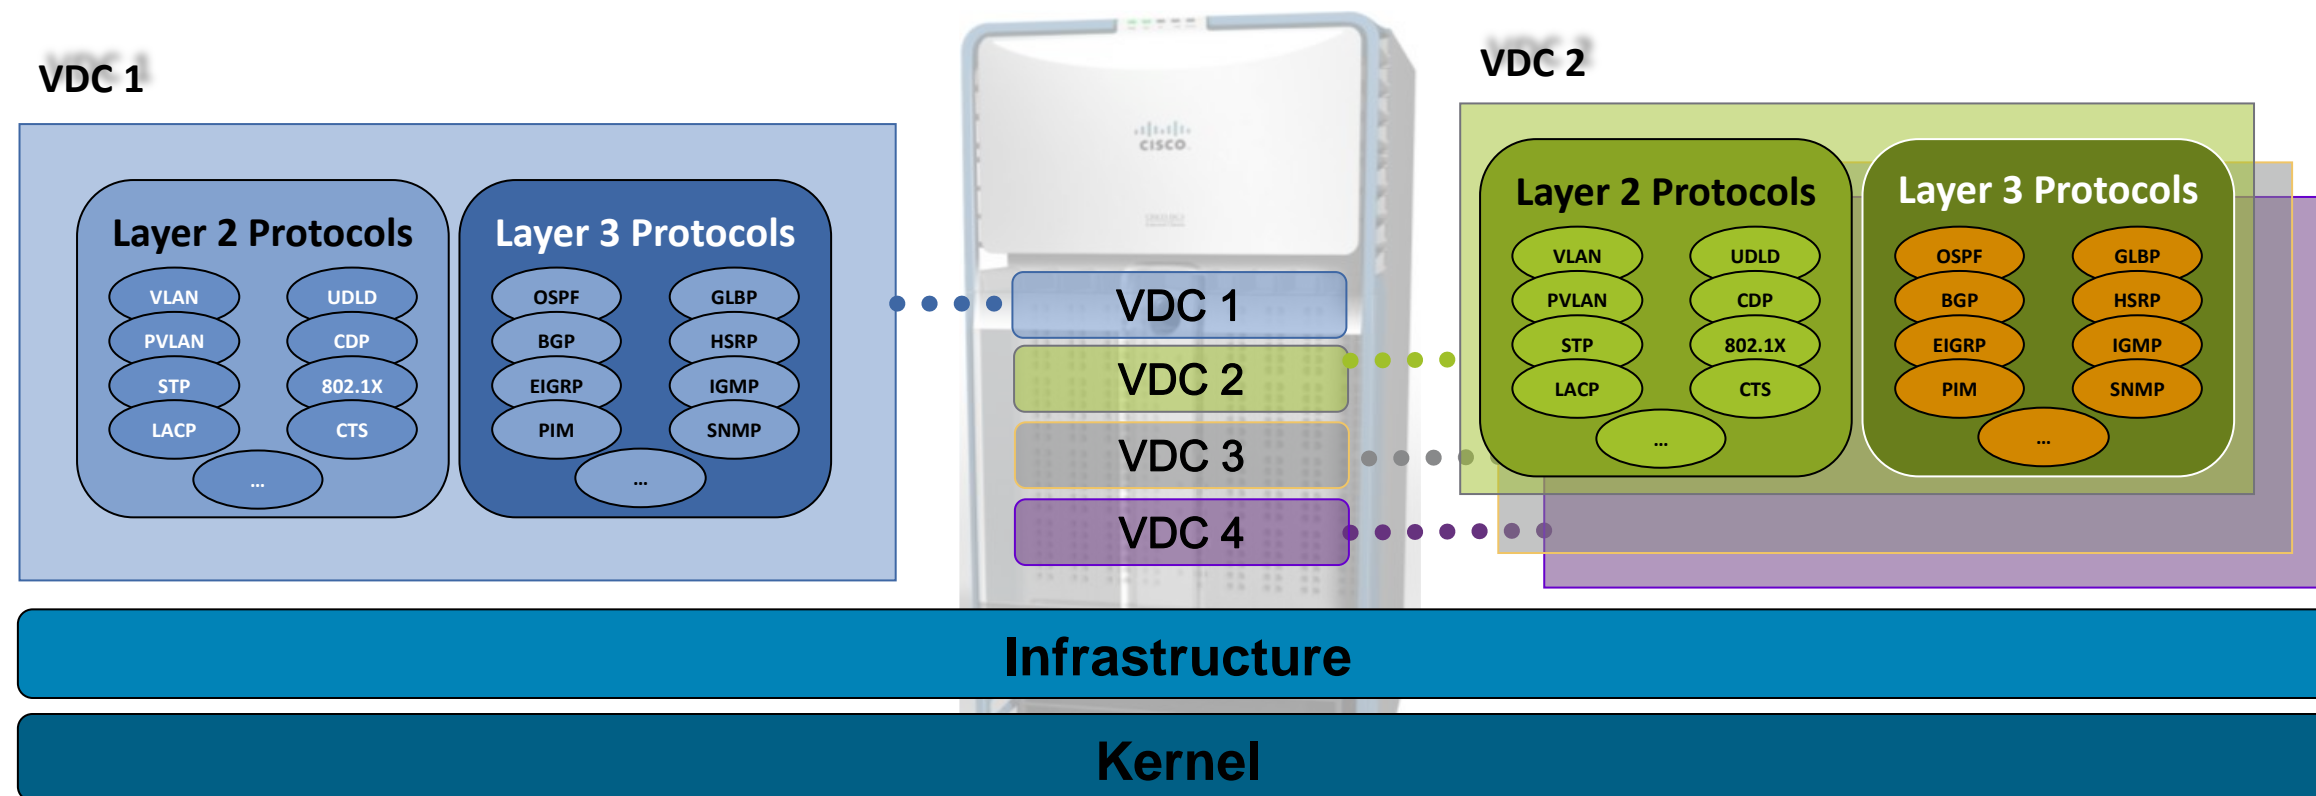 VDC 1
Layer 2 Protocols
VLAN
UDLD
PVLAN
CDP
STP
802.1X
LACP
CTS
...
Layer 3 Protocols
OSPF
GLBP
BGP
HSRP
EIGRP
IGMP
PIM
SNMP
...
CISCO
VDC 1
VDC 2
VDC 3
VDC 4
VDC 2
Layer 2 Protocols
VLAN
UDLD
PVLAN
CDP
STP
802.1X
LACP
CTS
...
Layer 3 Protocols
OSPF
GLBP
BGP
HSRP
EIGRP
IGMP
PIM
SNMP
...
Infrastructure
Kernel